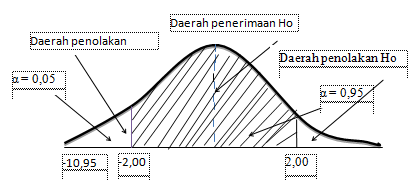 Daerah penerimaan Ho
Daerah penolakan
Daerah penolakan Ho
α = 0,05
α = 0,95
-10,95
-2,00
2,00